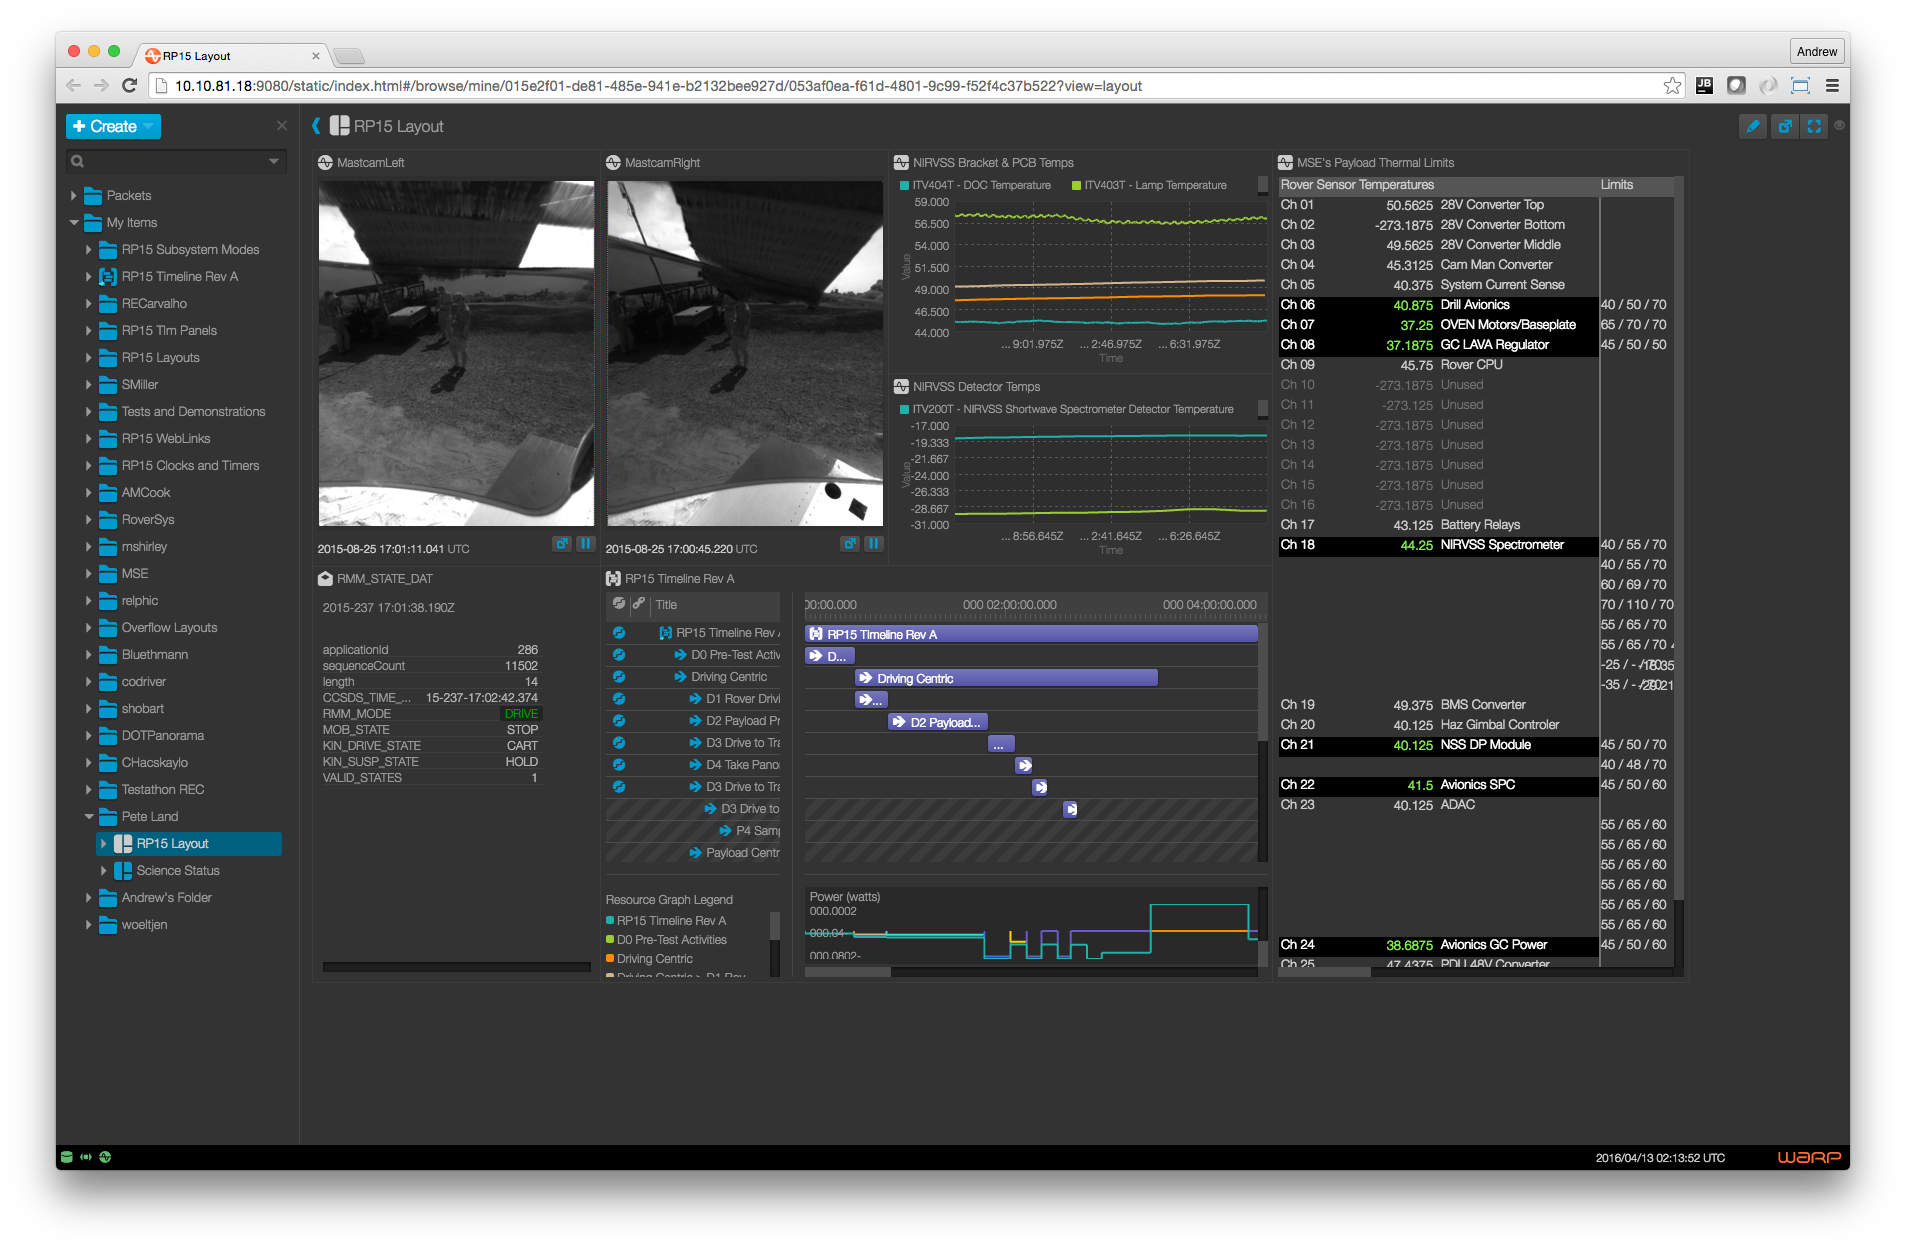 RP15 Layout
Andrew
10.10.81.18:9080/static/index.html#/browse/mine/015e2f01-de81-485e-941e-b2132bee927d/053af0ea-f61d-4801-9c99-f52f4c37b522?view=layout
JB
Create
RP15 Layout
Packets
My Items
RP15 Subsystem Modes
RP15 Timeline Rev A
RECarvalho
RP15 Tlm Panels
RP15 Layouts
SMiller
Tests and Demonstrations
RP15 WebLinks
RP15 Clocks and Timers
AMCook
RoverSys
mshirley
MSE
relphic
Overflow Layouts
Bluethmann
codriver
shobart
DOTPanorama
CHacskaylo
Testathon REC
Pete Land
RP15 Layout
Science Status
Andrew's Folder
woeltjen
MastcamLeft
2015-08-25 17:01:11.041 UTC
MastcamRight
2015-08-25 17:00:45.220 UTC
NIRVSS Bracket & PCB Temps
ITV404T - DOC Temperature ITV403T - Lamp Temperature
59.000
56.500
54.000
51.500
49.000
46.500
44.000
Value
... 9:01.975Z ... 2:46.975Z ... 6:31.975Z
Time
NIRVSS Detector Temps
ITV200T - NIRVSS Shortwave Spectrometer Detector Temperature
-17.000
-19.333
-21.667
-24.000
-26.333
-28.667
-31.000
Value
... 8:56.645Z ... 2:41.645Z ... 6:26.645Z
Time
RMM_STATE_DAT
2015-237 17:01:38.190Z
applicationId 286
sequenceCount 11502
length 14
CCSDS_TIME_... 15-237-17:02:42.374
RMM_MODE DRIVE
MOB_STATE STOP
KIN_DRIVE_STATE CART
KIN_SUSP_STATE HOLD
VALID_STATES 1
RP15 Timeline Rev A
Title
RP15 Timeline Rev
D0 Pre-Test Activ
Driving Centric
D1 Rover Drivi
D2 Payload Pr
D3 Drive to Tra
D4 Take Pano
D3 Drive to Tra
D3 Drive to
P4 Sam
Payload Centr
00:00.000 000 02:00:00.000 000 04:00:00.000
RP15 Timeline Rev A
D...
Driving Centric
...
D2 Payload...
...
Resource Graph Legend
RP15 Timeline Rev A
D0 Pre-Test Activities
Driving Centric
Driving Centric > D1 Rov
Power (watts)
000.0002
000.04
000.0802
MSE's Payload Thermal Limits
Rover Sensor Temperatures Limits
Ch 01 50.5625 28V Converter Top
Ch 02 -273.1875 28V Converter Bottom
Ch 03 49.5625 28V Converter Middle
Ch 04 45.3125 Cam Man Converter
Ch 05 40.375 System Current Sense
Ch 06 40.875 Drill Avionics 40 / 50 / 70
Ch 07 37.25 OVEN Motors/Baseplate 65 / 70 / 70
Ch 08 37.1875 GC LAVA Regulator 45 / 50 / 50
Ch 09 45.75 Rover CPU
Ch 10 -273.1875 Unused
Ch 11 -273.125 Unused
Ch 12 -273.1875 Unused
Ch 13 -273.1875 Unused
Ch 14 -273.1875 Unused
Ch 15 -273.1875 Unused
Ch 16 -273.1875 Unused
Ch 17 43.125 Battery Relays
Ch 18 44.25 NIRVSS Spectrometer 40 / 55 / 70
40 / 55 / 70
60 / 69 / 70
70 / 110 / 70
55 / 65 / 70
55 / 65 / 70
-25 / - /
-35 / - /
Ch 19 49.375 BMS Converter
Ch 20 40.125 Haz Gimbal Controler
Ch 21 40.125 NSS DP Module 45 / 50 / 70
40 / 48 / 70
Ch 22 41.5 Avionics SPC 45 / 50 / 60
Ch 23 40.125 ADAC
55 / 65 / 60
55 / 65 / 60
55 / 65 / 60
55 / 65 / 60
55 / 65 / 60
55 / 65 / 60
Ch 24 38.6875 Avionics GC Power 45 / 50 / 60
Ch 25 47.4375 PDU 48V Converter
2016/04/13 02:13:52 UTC
WARP